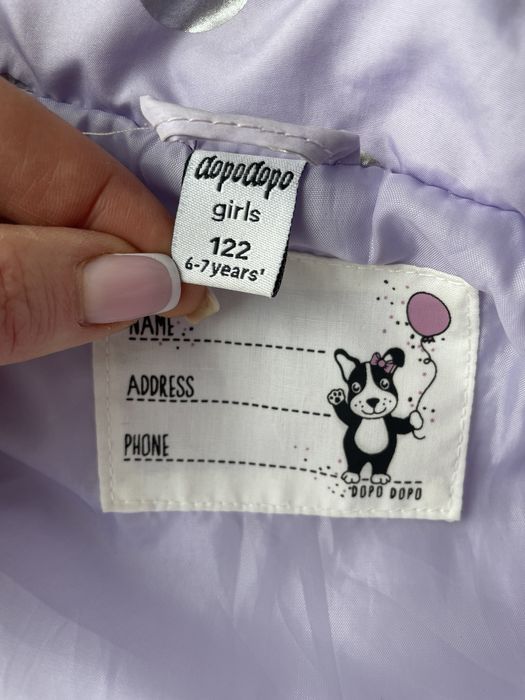 dopodopo
girls
122
6-7 years'
NAME
ADDRESS
PHONE
DOPO DOPO